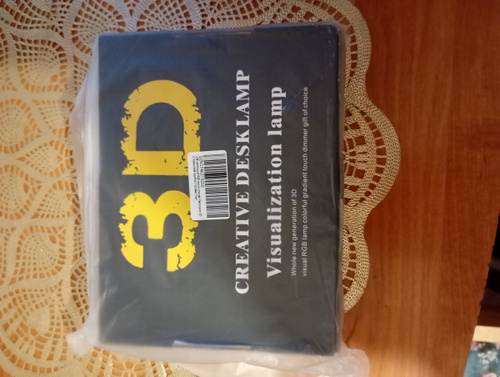 3D
CREATIVE DESKLAMP
Visualization lamp
Whole new generation of 3D
visual RGB lamp colorful gradient touch dimmer gift of choice